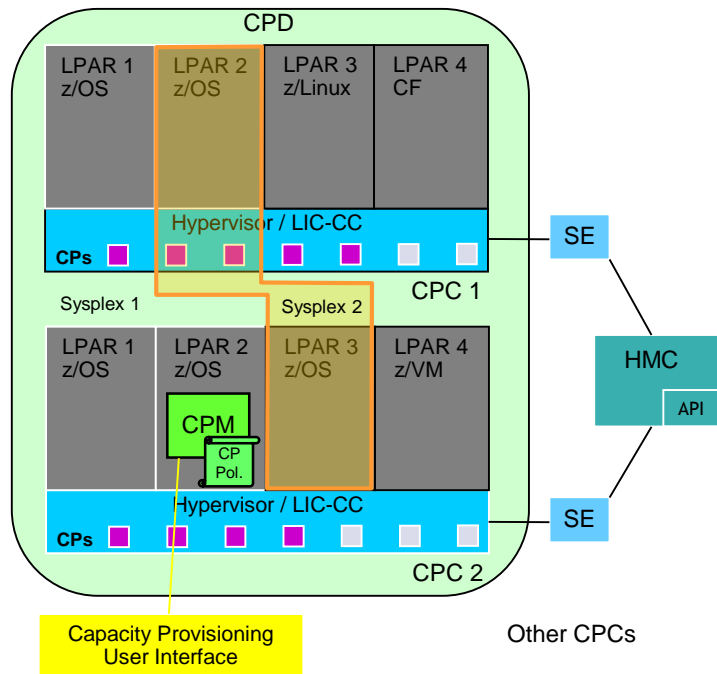 CPD
LPAR 1
z/OS
LPAR 2
z/OS
LPAR 3
z/Linux
LPAR 4
CF
Hypervisor / LIC-CC
CPs
SE
CPC 1
Sysplex 1
Sysplex 2
LPAR 1
z/OS
LPAR 2
z/OS
LPAR 3
z/OS
LPAR 4
z/VM
HMC
API
CPM
CP
Pol.
Hypervisor / LIC-CC
CPs
SE
CPC 2
Capacity Provisioning
User Interface
Other CPCs